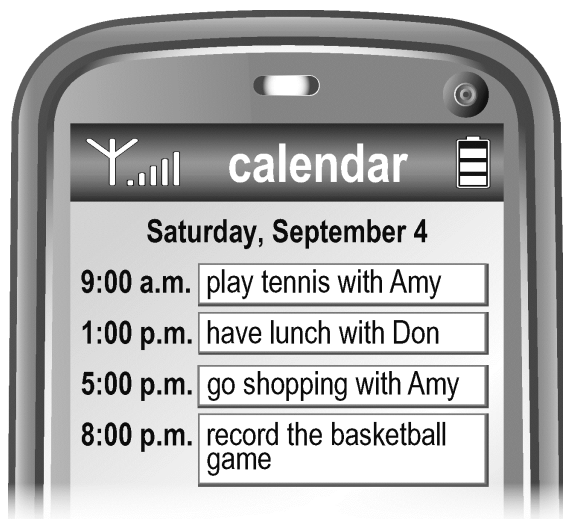 calendar
Saturday, September 4
9:00 a.m. play tennis with Amy
1:00 p.m. have lunch with Don
5:00 p.m. go shopping with Amy
8:00 p.m. record the basketball
game